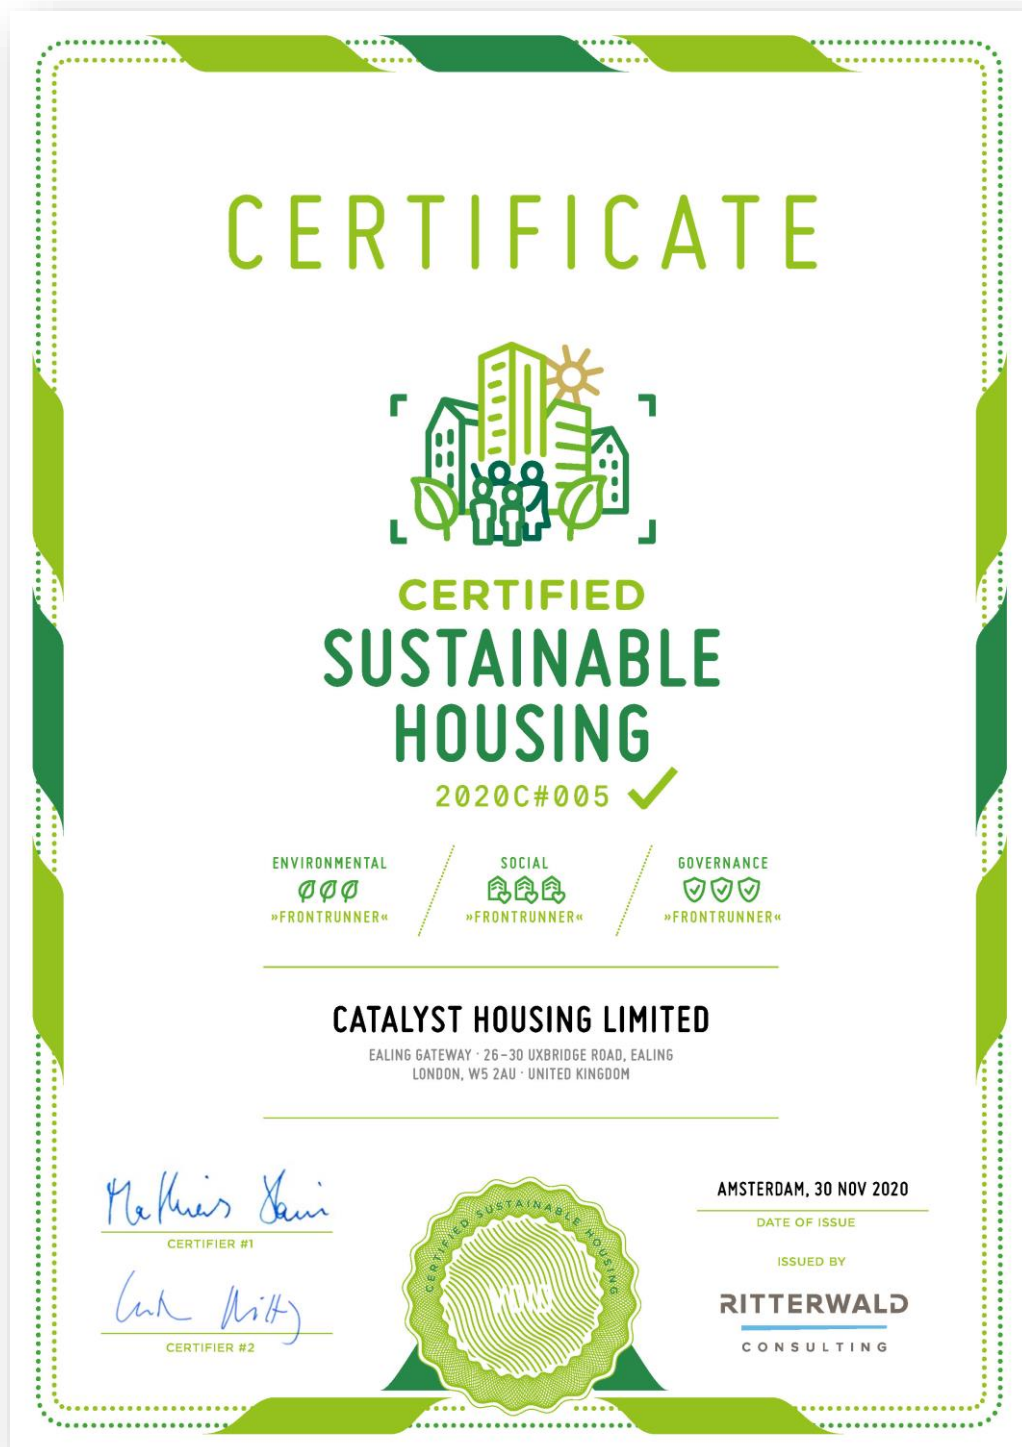 CERTIFICATE
CERTIFIED
SUSTAINABLE
HOUSING
2020C#005
ENVIRONMENTAL
»FRONTRUNNER«
SOCIAL
»FRONTRUNNER«
GOVERNANCE
»FRONTRUNNER«
CATALYST HOUSING LIMITED
EALING GATEWAY · 26-30 UXBRIDGE ROAD, EALING
LONDON, W5 2AU · UNITED KINGDOM
CERTIFIER #1
CERTIFIER #2
CERTIFIED SUSTAINABLE HOUSING
AMSTERDAM, 30 NOV 2020
DATE OF ISSUE
ISSUED BY
RITTERWALD
CONSULTING